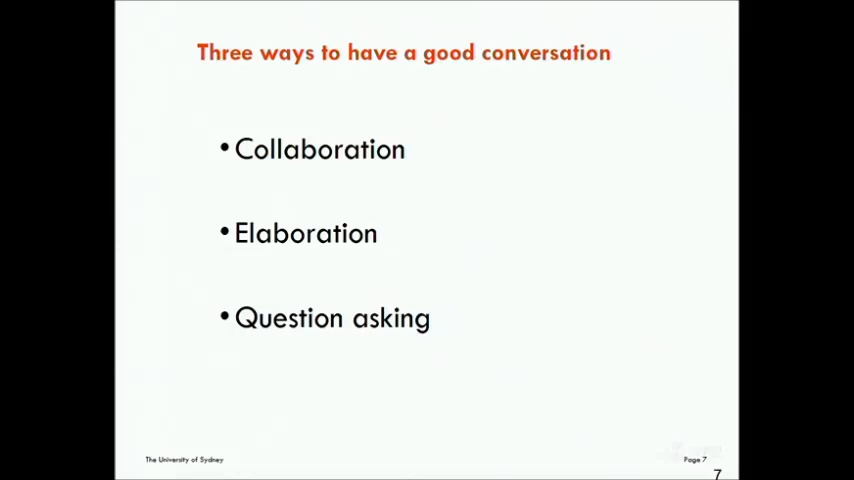 Three ways to have a good conversation
•Collaboration
•Elaboration
•Question asking
The University of Sydney
Page 7
7